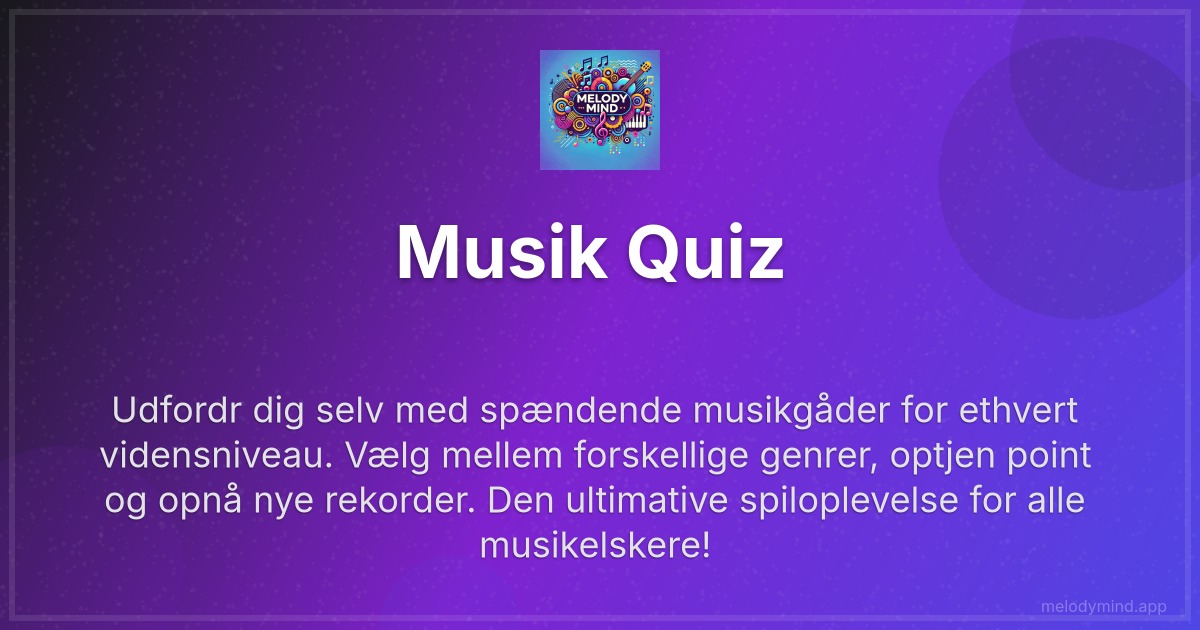 MELODY
MIND
Musik Quiz
Udfordr dig selv med spændende musikgåder for ethvert
vidensniveau. Vælg mellem forskellige genrer, optjen point
og opnå nye rekorder. Den ultimative spiloplevelse for alle
musikelskere!
melodymind.app